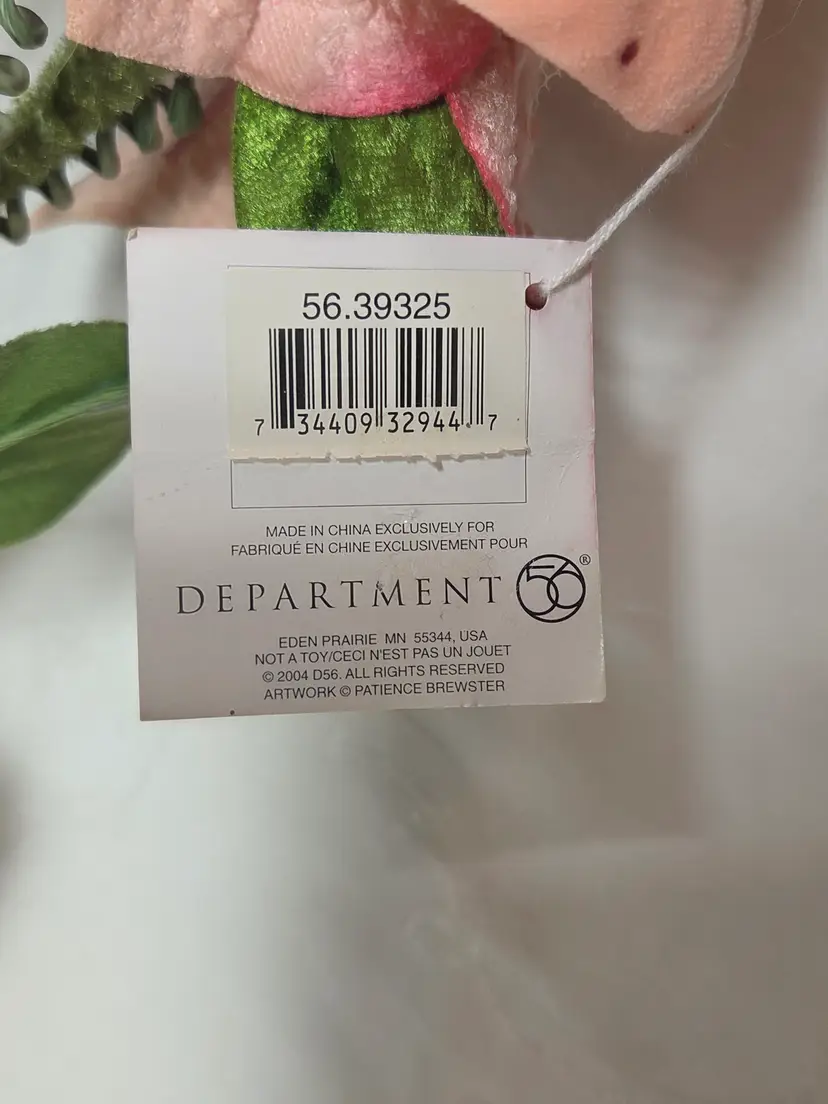 56.39325
7 34409 32944 7
MADE IN CHINA EXCLUSIVELY FOR
FABRIQUÉ EN CHINE EXCLUSIVEMENT POUR
DEPARTMENT 56®
EDEN PRAIRIE MN 55344, USA
NOT A TOY/CECI N'EST PAS UN JOUET
© 2004 D56. ALL RIGHTS RESERVED
ARTWORK © PATIENCE BREWSTER